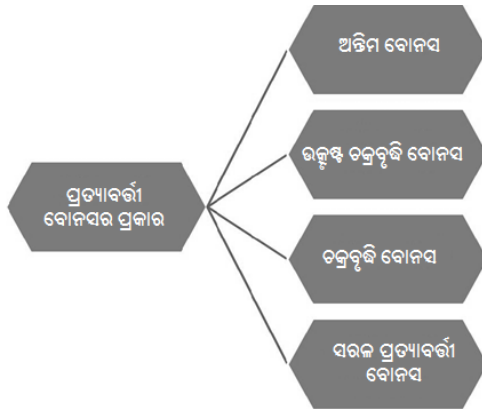 ଅନ୍ତିମ ବୋନସ
ଉତ୍କୃଷ୍ଟ ଚକ୍ରବୃଦ୍ଧି ବୋନସ
ପ୍ରତ୍ୟାବର୍ତ୍ତୀ
ବୋନସର ପ୍ରକାର
ଚକ୍ରବୃଦ୍ଧି ବୋନସ
ସରଳ ପ୍ରତ୍ୟାବର୍ତ୍ତୀ
ବୋନସ